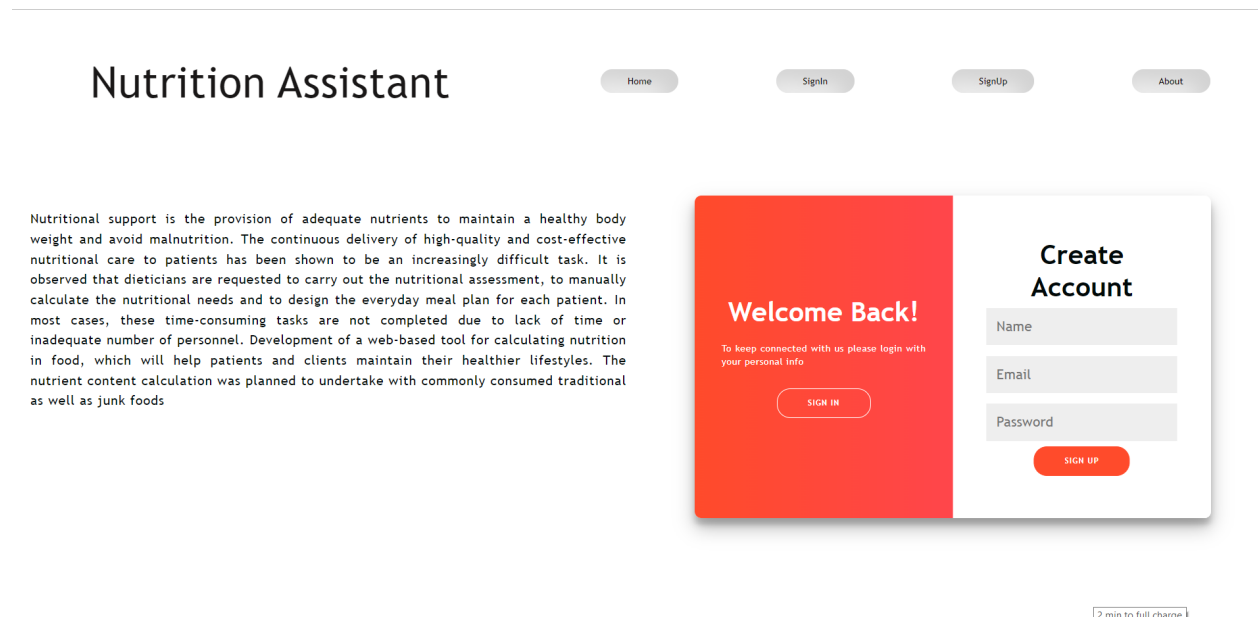 Nutrition Assistant
Home
SignIn
SignUp
About
Nutritional support is the provision of adequate nutrients to maintain a healthy body
weight and avoid malnutrition. The continuous delivery of high-quality and cost-effective
nutritional care to patients has been shown to be an increasingly difficult task. It is
observed that dieticians are requested to carry out the nutritional assessment, to manually
calculate the nutritional needs and to design the everyday meal plan for each patient. In
most cases, these time-consuming tasks are not completed due to lack of time or
inadequate number of personnel. Development of a web-based tool for calculating nutrition
in food, which will help patients and clients maintain their healthier lifestyles. The
nutrient content calculation was planned to undertake with commonly consumed traditional
as well as junk foods
Welcome Back!
To keep connected with us please login with
your personal info
SIGN IN
Create
Account
Name
Email
Password
SIGN UP
2 min to full charge